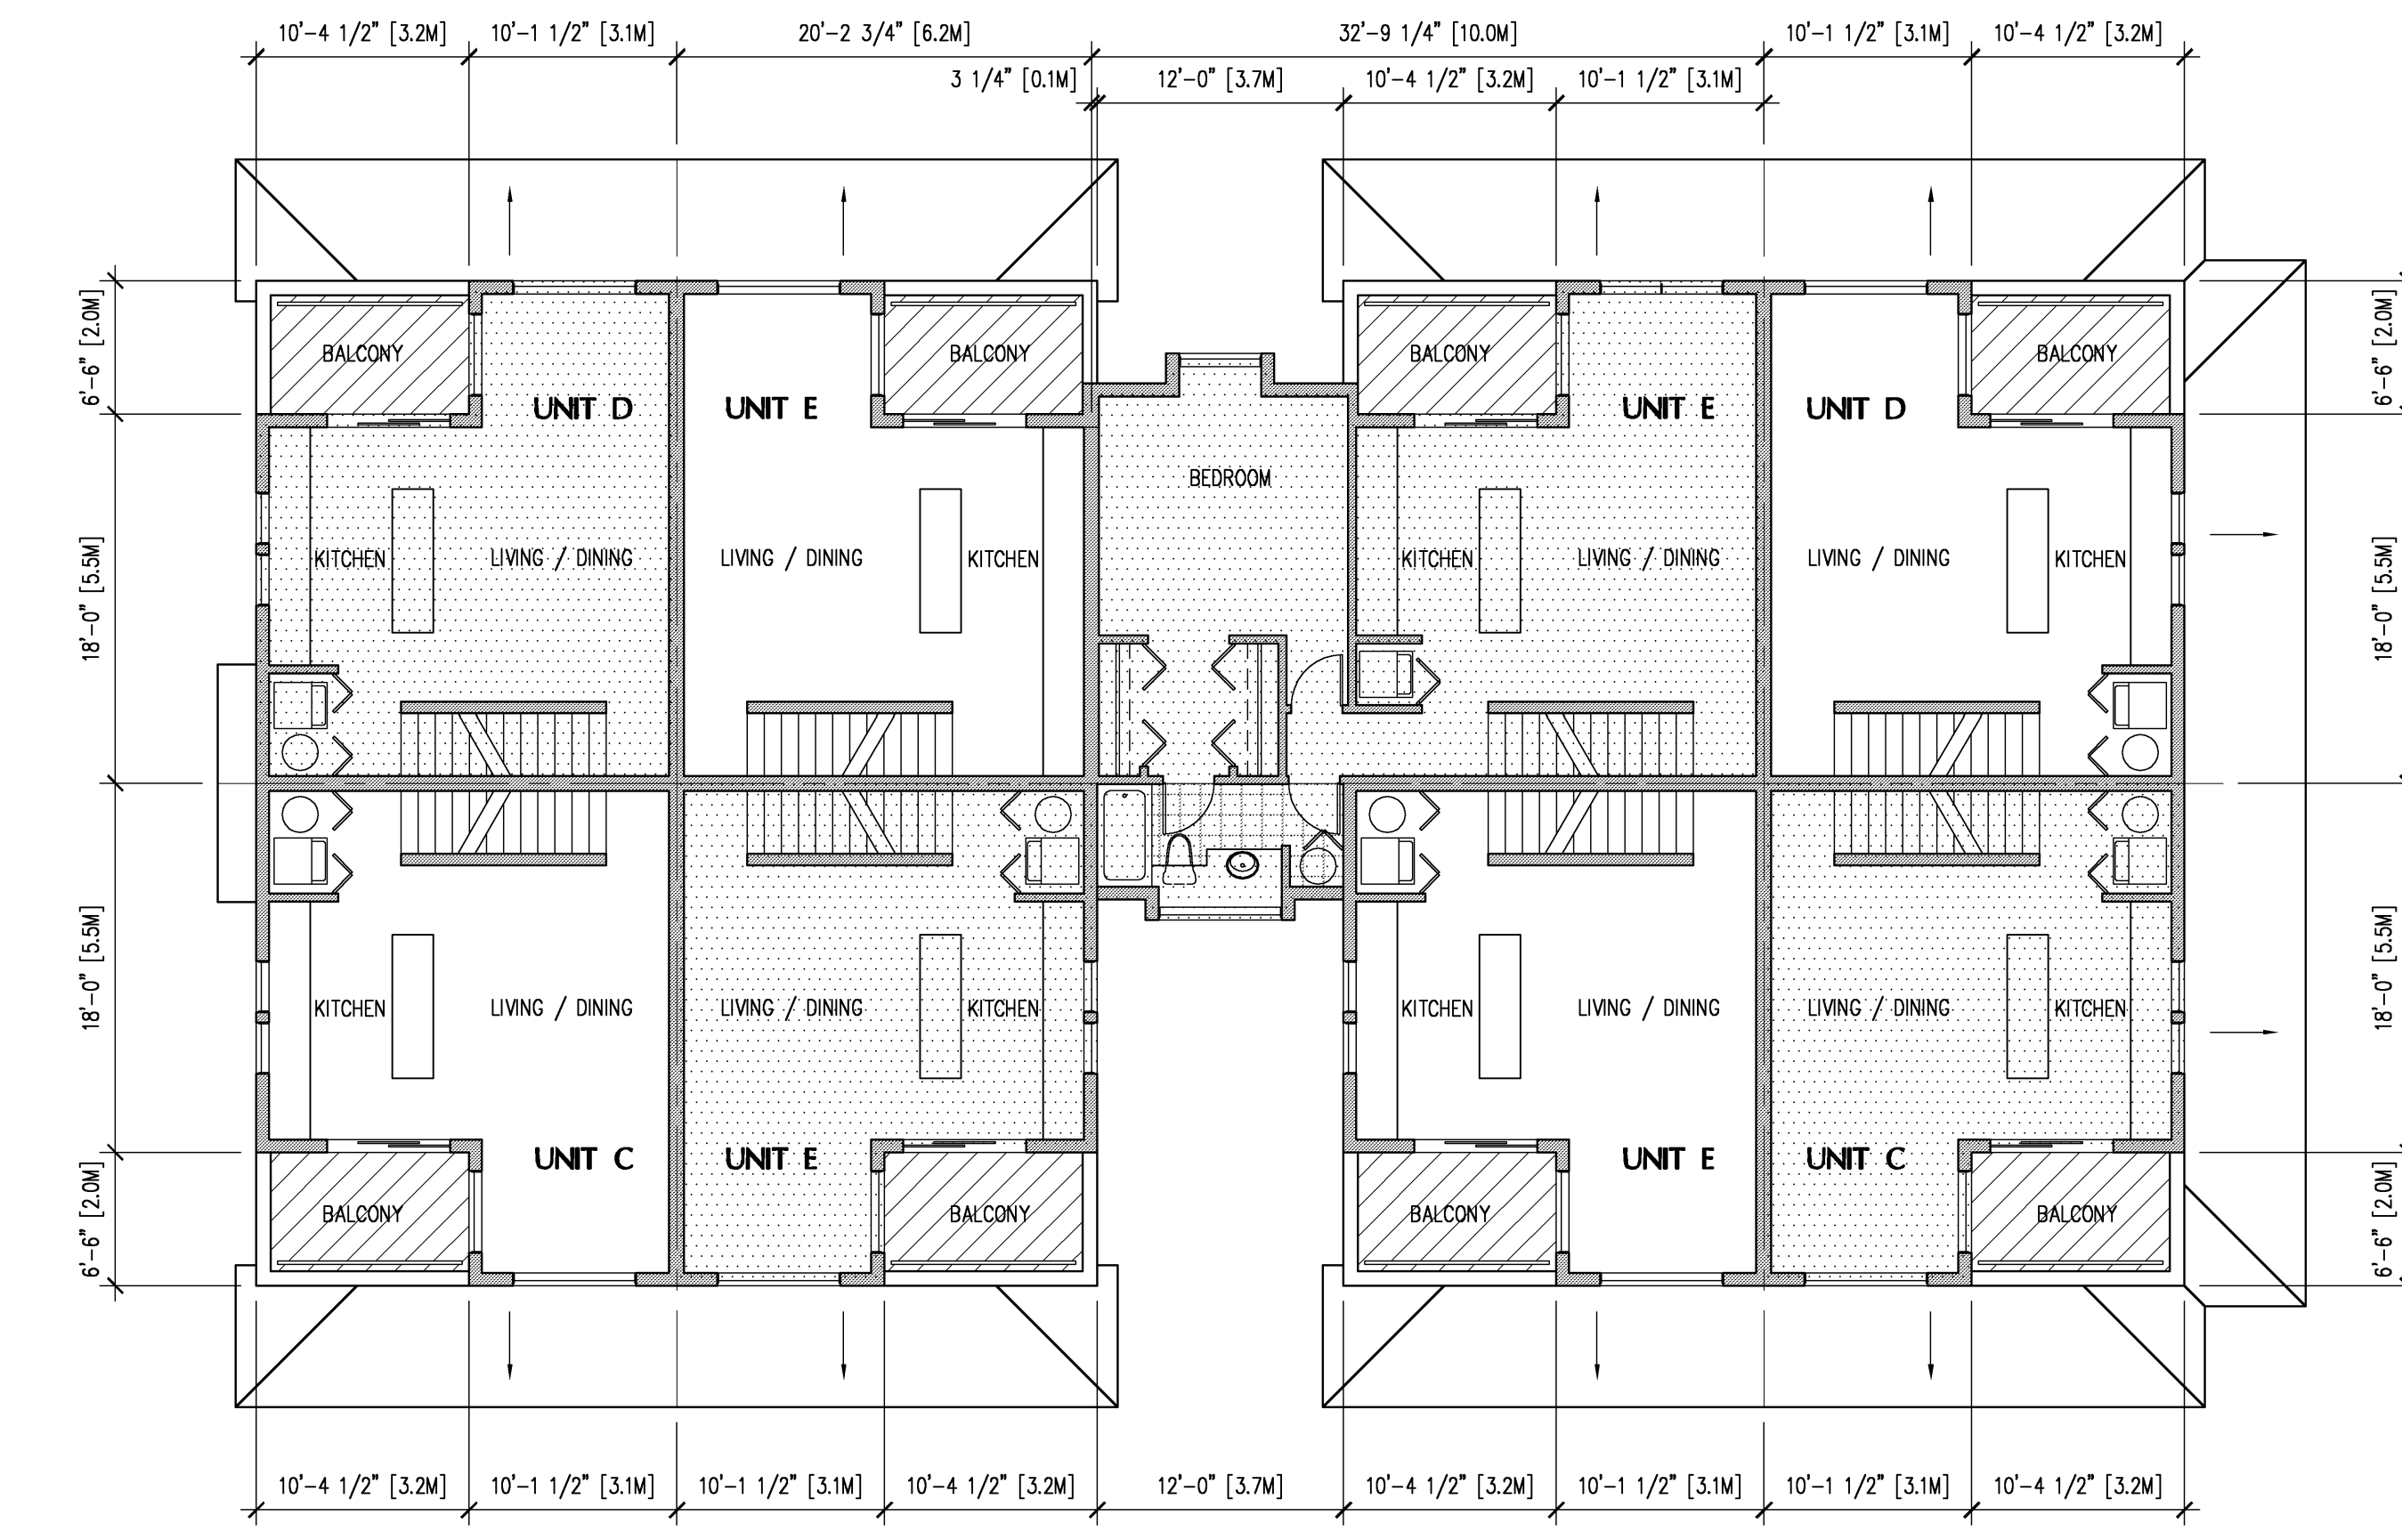 10'-4 1/2" [3.2M] 10'-1 1/2" [3.1M] 20'-2 3/4" [6.2M] 32'-9 1/4" [10.0M] 10'-1 1/2" [3.1M] 10'-4 1/2" [3.2M]
3 1/4" [0.1M] 12'-0" [3.7M] 10'-4 1/2" [3.2M] 10'-1 1/2" [3.1M]
6'-6" [2.0M] 6'-6" [2.0M]
BALCONY BALCONY BALCONY BALCONY
UNIT D UNIT E UNIT E UNIT D
BEDROOM
KITCHEN LIVING / DINING LIVING / DINING KITCHEN KITCHEN LIVING / DINING LIVING / DINING KITCHEN
18'-0" [5.5M] 18'-0" [5.5M]
18'-0" [5.5M] 18'-0" [5.5M]
KITCHEN LIVING / DINING LIVING / DINING KITCHEN KITCHEN LIVING / DINING LIVING / DINING KITCHEN
UNIT C UNIT E UNIT E UNIT C
BALCONY BALCONY BALCONY BALCONY
6'-6" [2.0M] 6'-6" [2.0M]
10'-4 1/2" [3.2M] 10'-1 1/2" [3.1M] 10'-1 1/2" [3.1M] 10'-4 1/2" [3.2M] 12'-0" [3.7M] 10'-4 1/2" [3.2M] 10'-1 1/2" [3.1M] 10'-1 1/2" [3.1M] 10'-4 1/2" [3.2M]